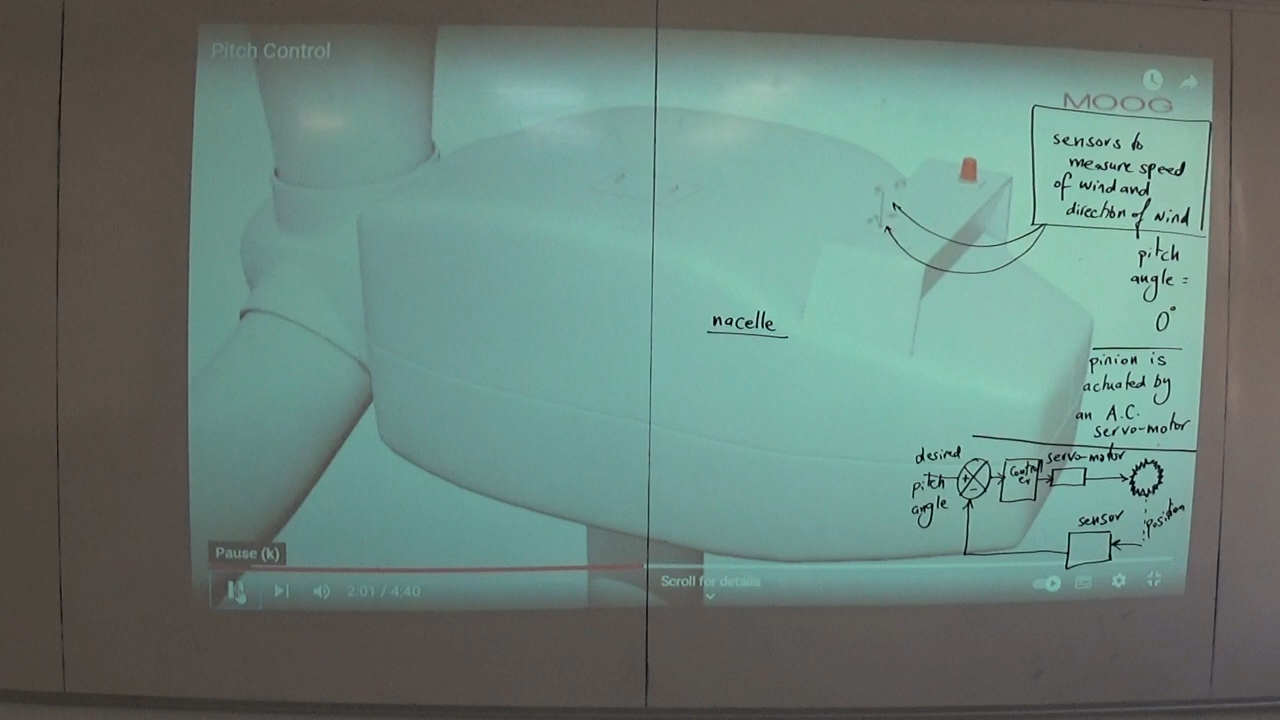 Pitch Control
MOOG
sensors to
measure speed
of wind and
direction of wind
pitch
angle =
0°
nacelle
pinion is
actuated by
an A.C.
servo-motor
desired
pitch
angle
+
-
controll
er
servo-motor
sensor
position
Pause (k)
2:01 / 4:40
Scroll for details